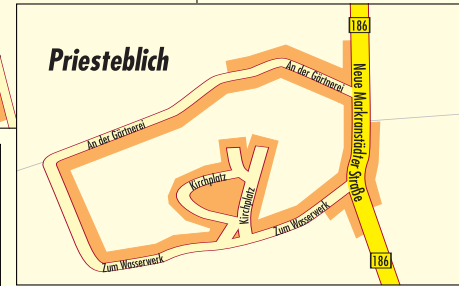 186
Priesteblich
An der Gärtnerei
Neue Markranstädter Straße
An der Gärtnerei
Kirchplatz
Kirchplatz
Zum Wasserwerk
Zum Wasserwerk
186